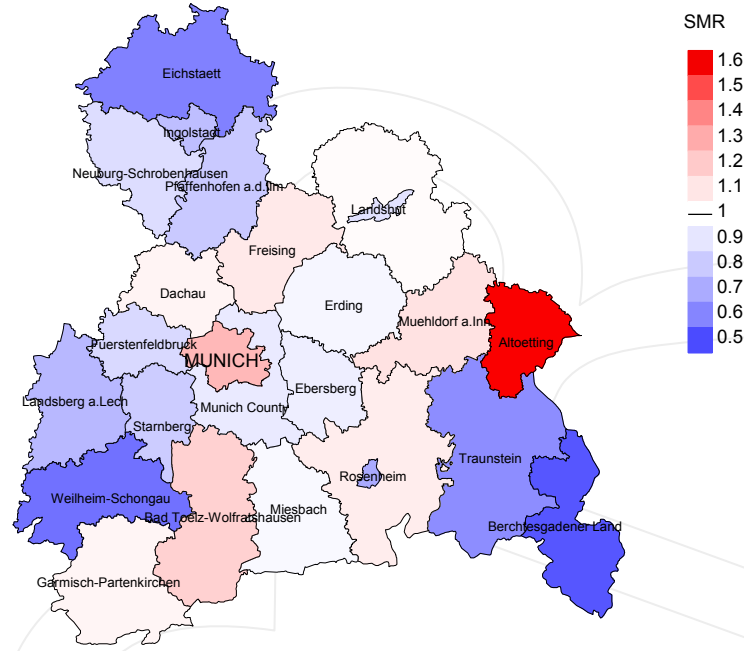 SMR
1.6
1.5
1.4
1.3
1.2
1.1
1
0.9
0.8
0.7
0.6
0.5
Eichstaett
Ingolstadt
Neuburg-Schrobenhausen
Pfaffenhofen a.d.Ilm
Landshut
Freising
Dachau
Erding
Muehldorf a.Inn
Altoetting
Fuerstenfeldbruck
MUNICH
Ebersberg
Landsberg a.Lech
Munich County
Starnberg
Traunstein
Rosenheim
Weilheim-Schongau
Miesbach
Bad Toelz-Wolfratshausen
Berchtesgadener Land
Garmisch-Partenkirchen